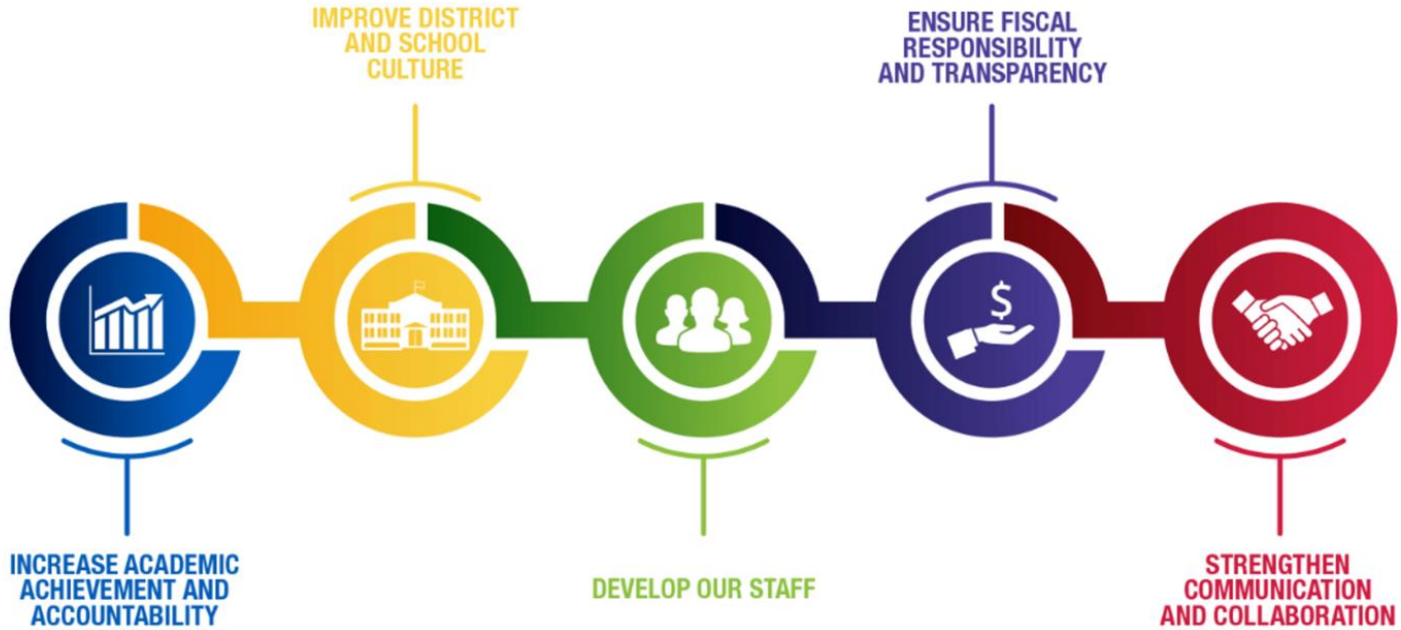 IMPROVE DISTRICT
AND SCHOOL
CULTURE
ENSURE FISCAL
RESPONSIBILITY
AND TRANSPARENCY
$
INCREASE ACADEMIC
ACHIEVEMENT AND
ACCOUNTABILITY
DEVELOP OUR STAFF
STRENGTHEN
COMMUNICATION
AND COLLABORATION